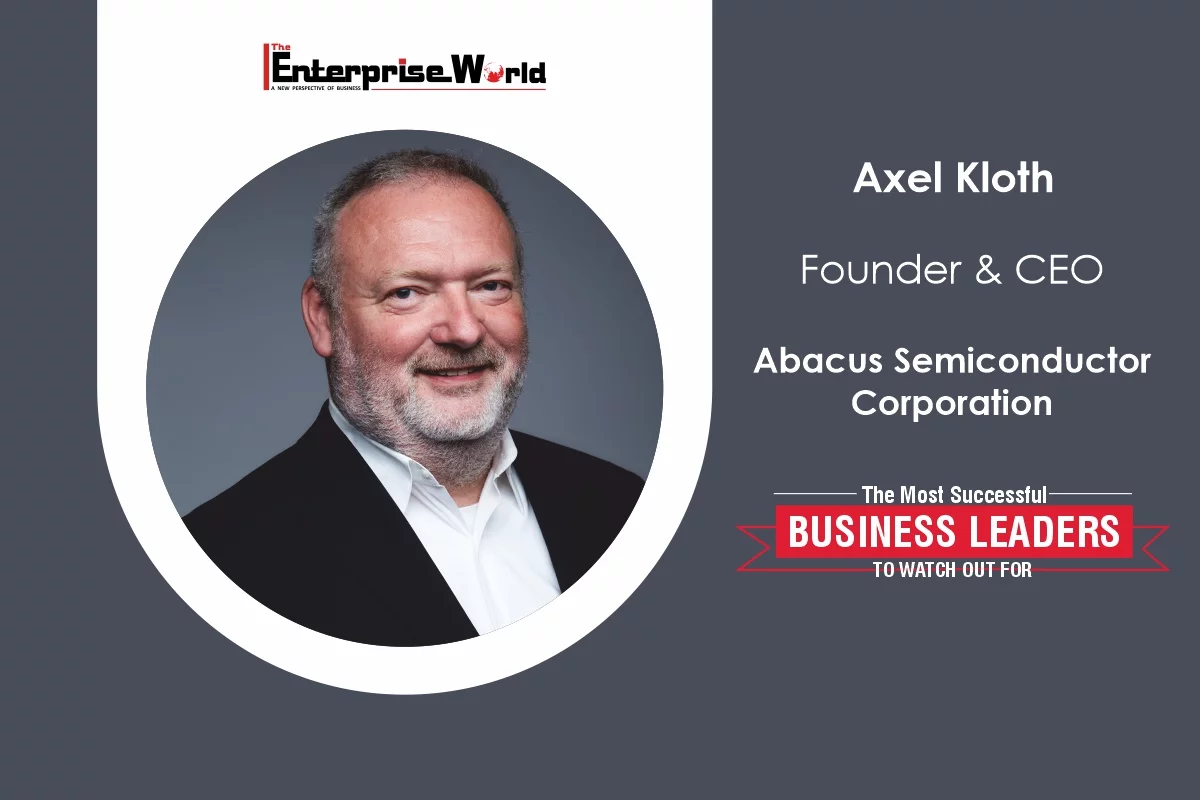 The
Enterprise World
A NEW PERSPECTIVE OF BUSINESS
Axel Kloth
Founder & CEO
Abacus Semiconductor
Corporation
The Most Successful
BUSINESS LEADERS
TO WATCH OUT FOR